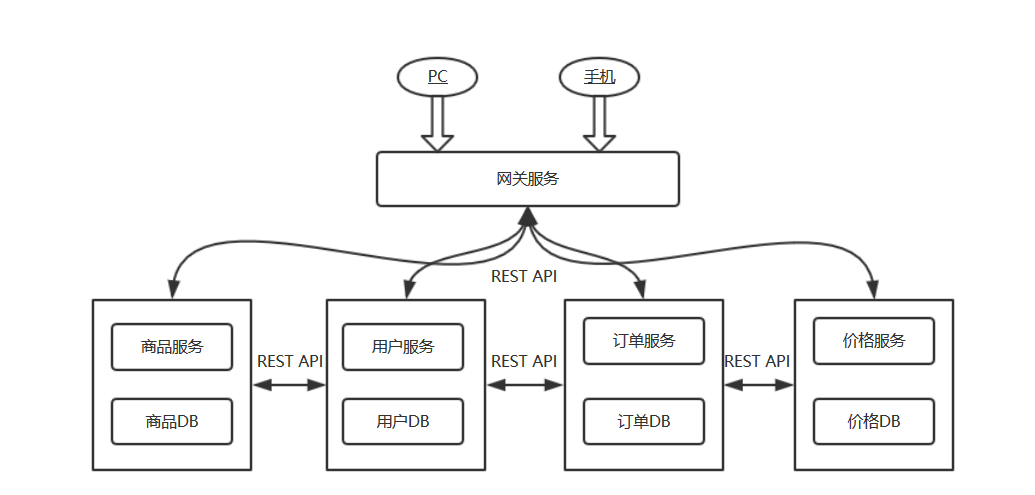 PC
手机
网关服务
REST API
商品服务
商品DB
REST API
用户服务
用户DB
REST API
订单服务
订单DB
REST API
价格服务
价格DB